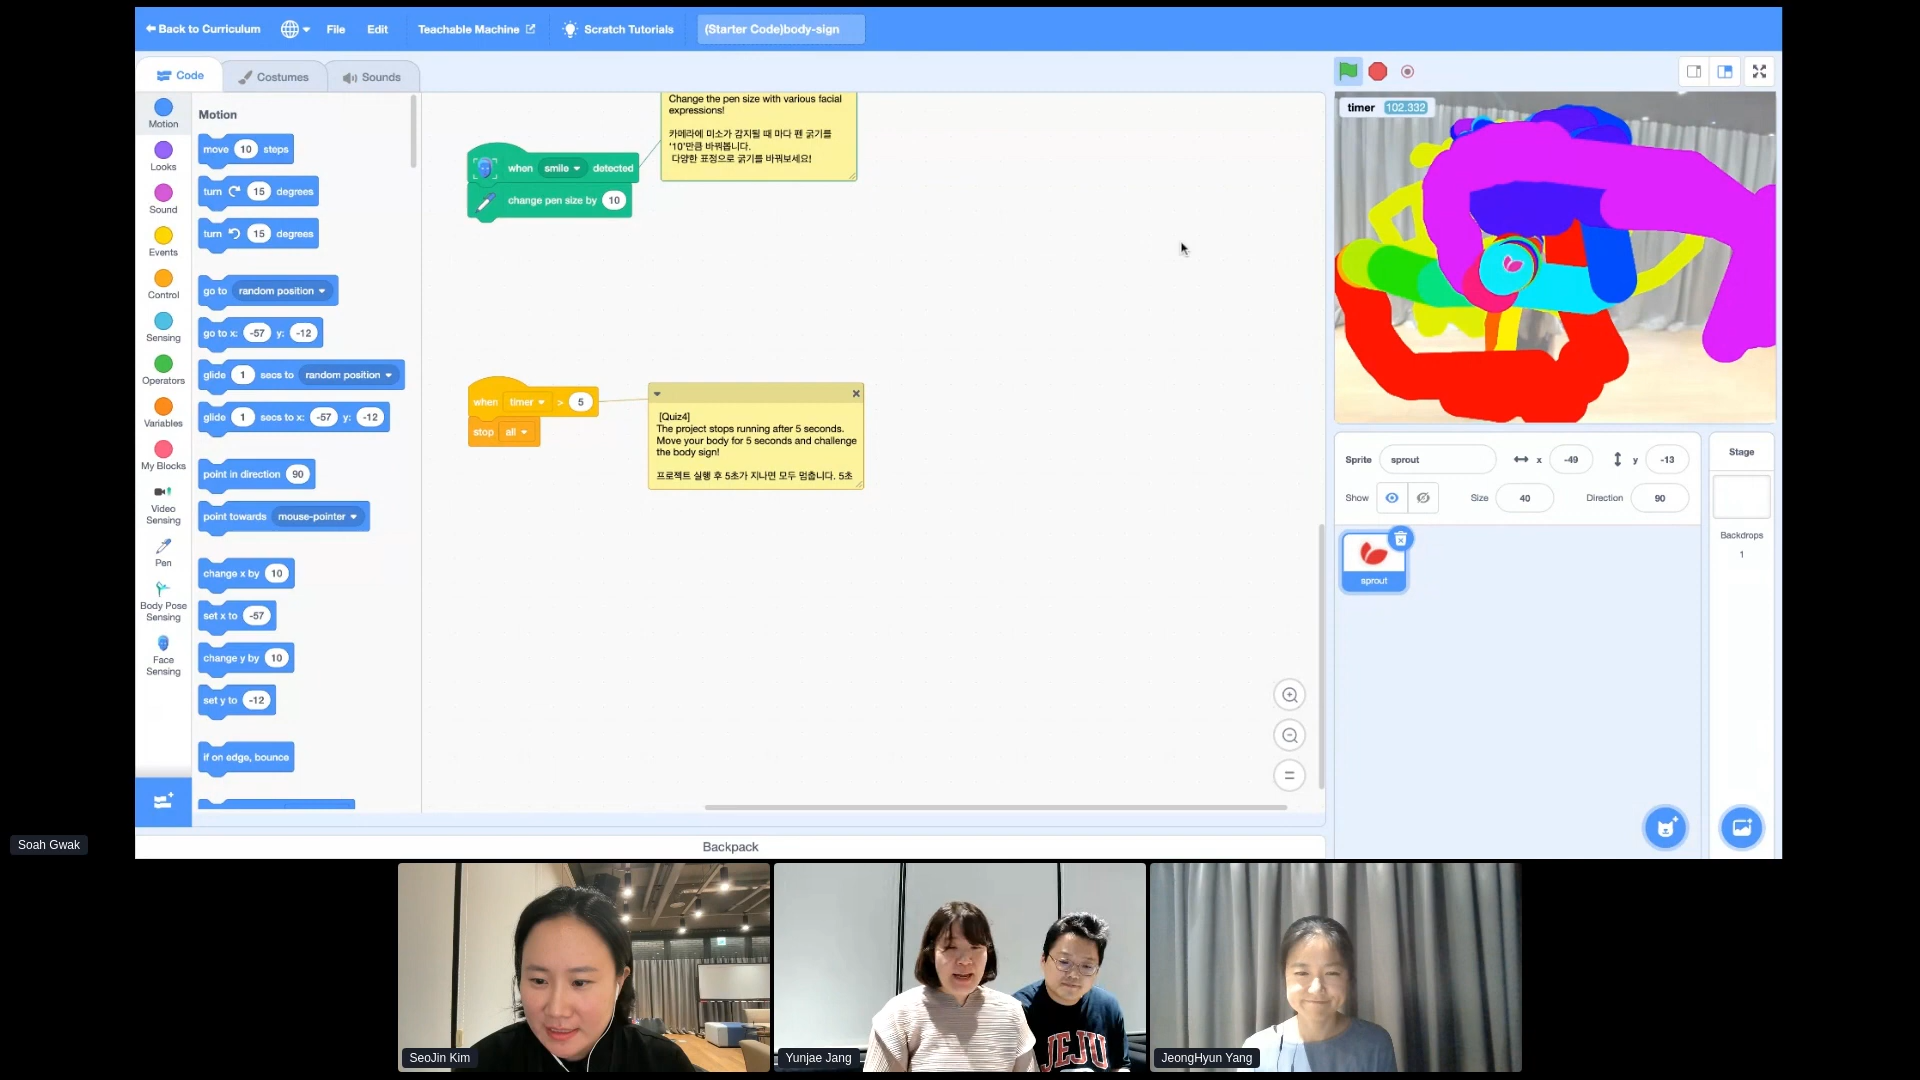 Back to Curriculum
File
Edit
Teachable Machine
Scratch Tutorials
(Starter Code)body-sign
Code
Costumes
Sounds
Motion
Looks
Sound
Events
Control
Sensing
Operators
Variables
My Blocks
Video
Sensing
Pen
Body Pose
Sensing
Face
Sensing
Motion
move 10 steps
turn 15 degrees
turn 15 degrees
go to random position
go to x: -57 y: -12
glide 1 secs to random position
glide 1 secs to x: -57 y: -12
point in direction 90
point towards mouse-pointer
change x by 10
set x to -57
change y by 10
set y to -12
if on edge, bounce
when smile detected
change pen size by 10
Change the pen size with various facial
expressions!
카메라에 미소가 감지될 때 마다 펜 굵기를
'10'만큼 바꿔봅니다.
다양한 표정으로 굵기를 바꿔보세요!
when timer > 5
stop all
[Quiz4]
The project stops running after 5 seconds.
Move your body for 5 seconds and challenge
the body sign!
프로젝트 실행 후 5초가 지나면 모두 멈춥니다. 5초
Backpack
timer 102.332
Sprite sprout x -49 y -13
Show Size 40 Direction 90
sprout
Stage
Backdrops
1
Soah Gwak
SeoJin Kim
Yunjae Jang
JEJU
JeongHyun Yang